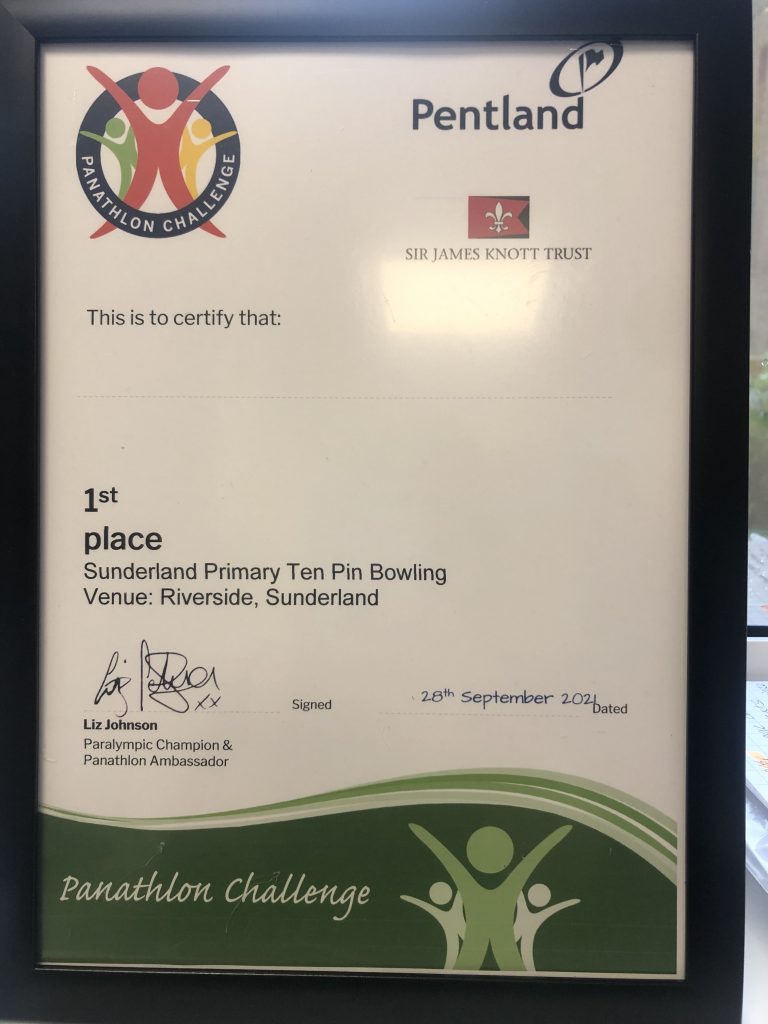 PANATHLON CHALLENGE
Pentland
SIR JAMES KNOTT TRUST
This is to certify that:
1st
place
Sunderland Primary Ten Pin Bowling
Venue: Riverside, Sunderland
xx
Signed
28th September 2021
Dated
Liz Johnson
Paralympic Champion &
Panathlon Ambassador
Panathlon Challenge